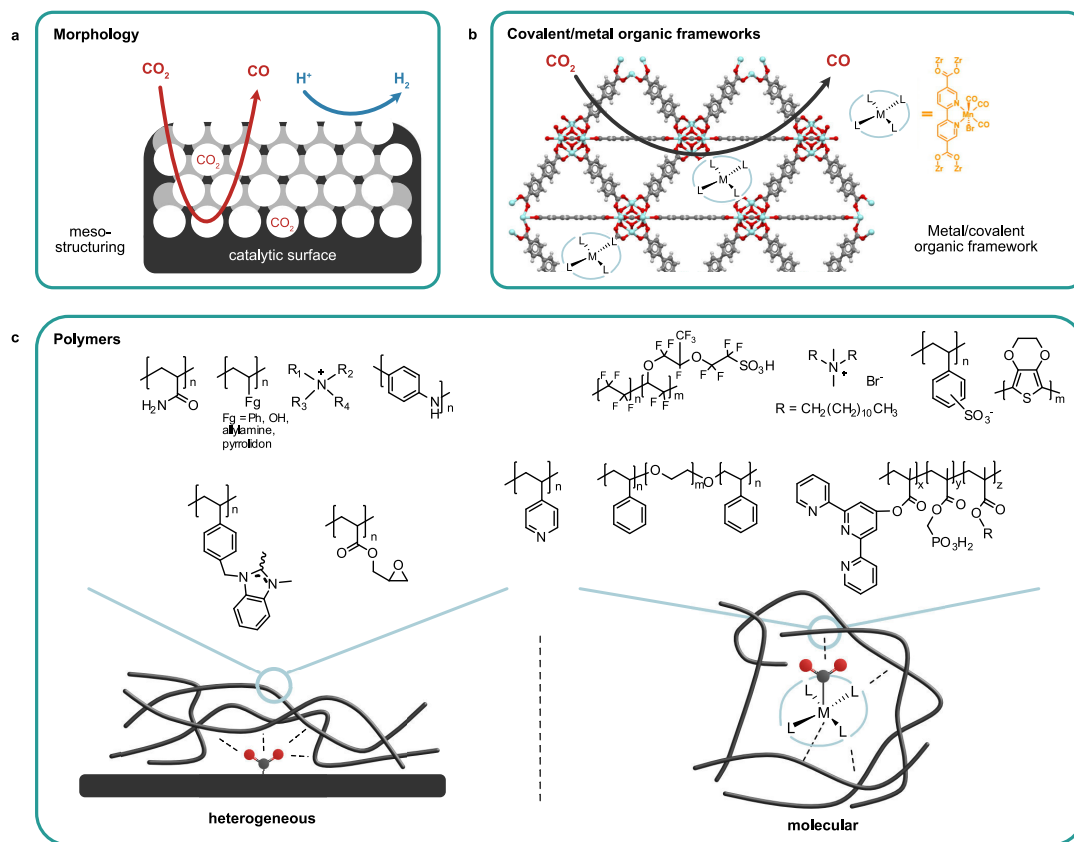 a
Morphology
CO2
CO
H+
H2
CO2
CO2
meso-
structuring
catalytic surface
b
Covalent/metal organic frameworks
CO2
CO
L
L
M
L
L
L
L
M
L
L
L
L
M
L
L
=
Zr Zr
O O
N
N
Mn
CO
CO
CO
Br
O O
Zr Zr
Metal/covalent
organic framework
c
Polymers
n
H2N O
n
Fg
Fg = Ph, OH,
allylamine,
pyrrolidon
R1 R2
N+
R3 R4
N
H
n
F F
F F
n
F F
F
m
O
F F
CF3
F
O
F F
F F
SO3H
R N+ R
Br-
R = CH2(CH2)10CH3
n
SO3-
O O
S
m
n
N
N
n
O
O
O
n
N
n
O
m
O
n
N
N
N
O O
x
O O
y
PO3H2
O
O
z
R
L L
M
L L
heterogeneous
molecular